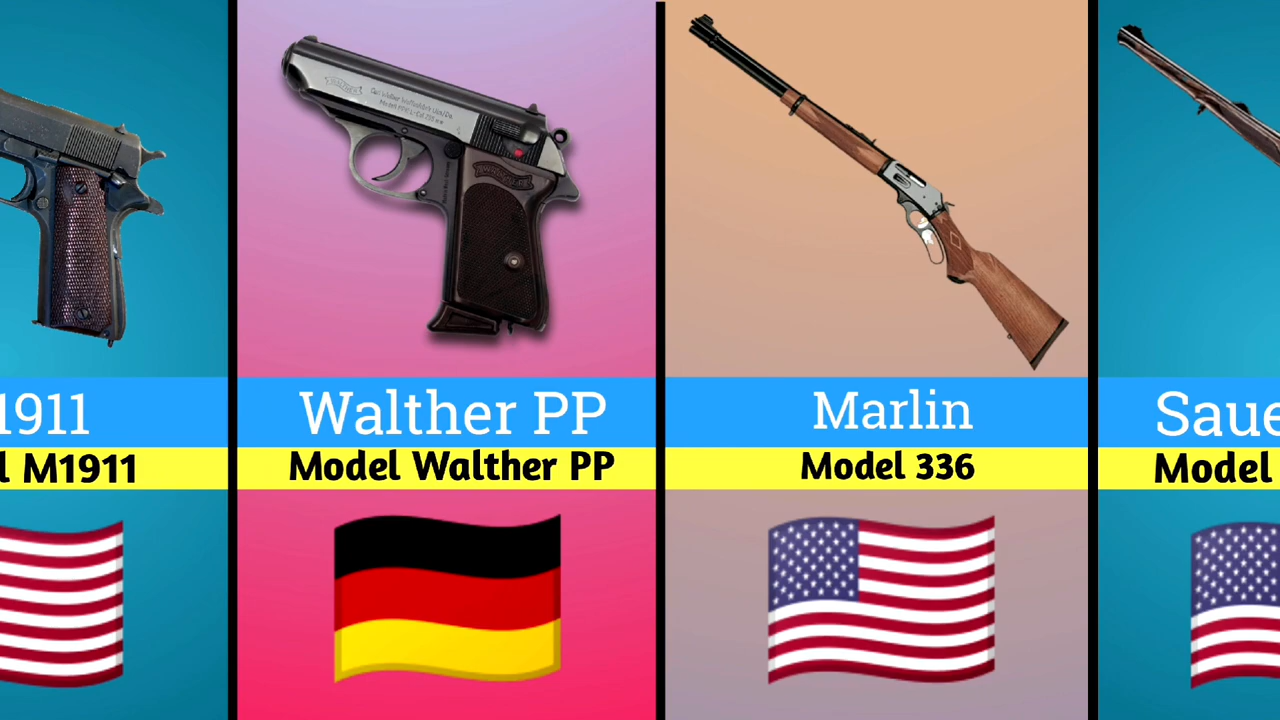 1911
l M1911
Walther PP
Model Walther PP
Marlin
Model 336
Saue
Model